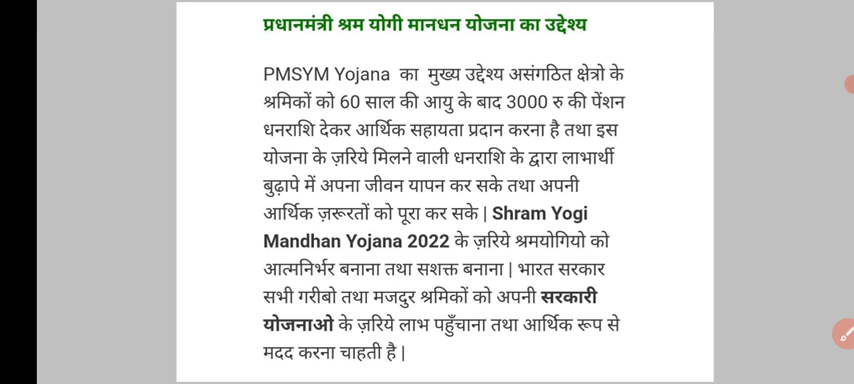 प्रधानमंत्री श्रम योगी मानधन योजना का उद्देश्य
PMSYM Yojana का मुख्य उद्देश्य असंगठित क्षेत्रो के
श्रमिकों को 60 साल की आयु के बाद 3000 रु की पेंशन
धनराशि देकर आर्थिक सहायता प्रदान करना है तथा इस
योजना के ज़रिये मिलने वाली धनराशि के द्वारा लाभार्थी
बुढ़ापे में अपना जीवन यापन कर सके तथा अपनी
आर्थिक ज़रूरतों को पूरा कर सके | Shram Yogi
Mandhan Yojana 2022 के ज़रिये श्रमयोगियो को
आत्मनिर्भर बनाना तथा सशक्त बनाना | भारत सरकार
सभी गरीबो तथा मजदुर श्रमिकों को अपनी सरकारी
योजनाओ के ज़रिये लाभ पहुँचाना तथा आर्थिक रूप से
मदद करना चाहती है |